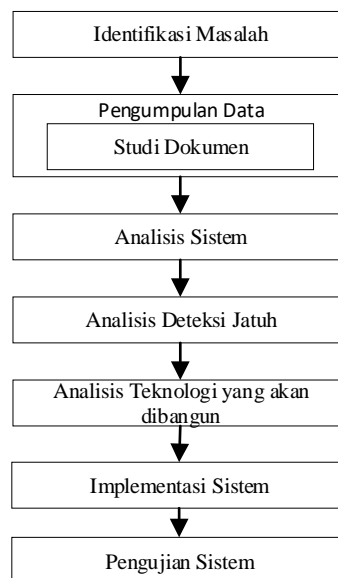 Identifikasi Masalah
Pengumpulan Data
Studi Dokumen
Analisis Sistem
Analisis Deteksi Jatuh
Analisis Teknologi yang akan
dibangun
Implementasi Sistem
Pengujian Sistem